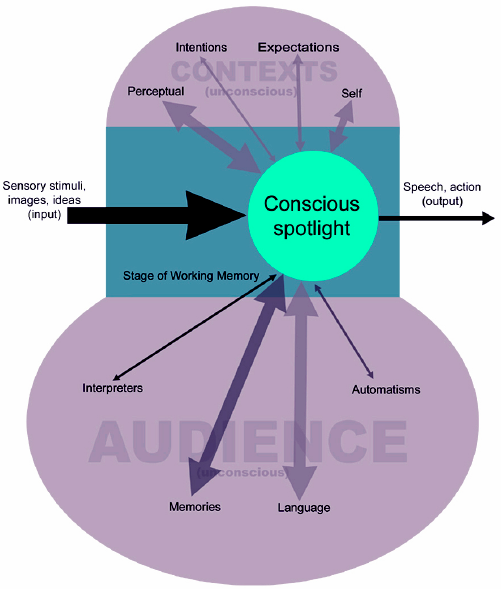 Intentions
Expectations
CONTEXTS
(unconscious)
Perceptual
Self
Sensory stimuli,
images, ideas
(input)
Conscious
spotlight
Speech, action
(output)
Stage of Working Memory
Interpreters
Automatisms
AUDIENCE
(unconscious)
Memories
Language